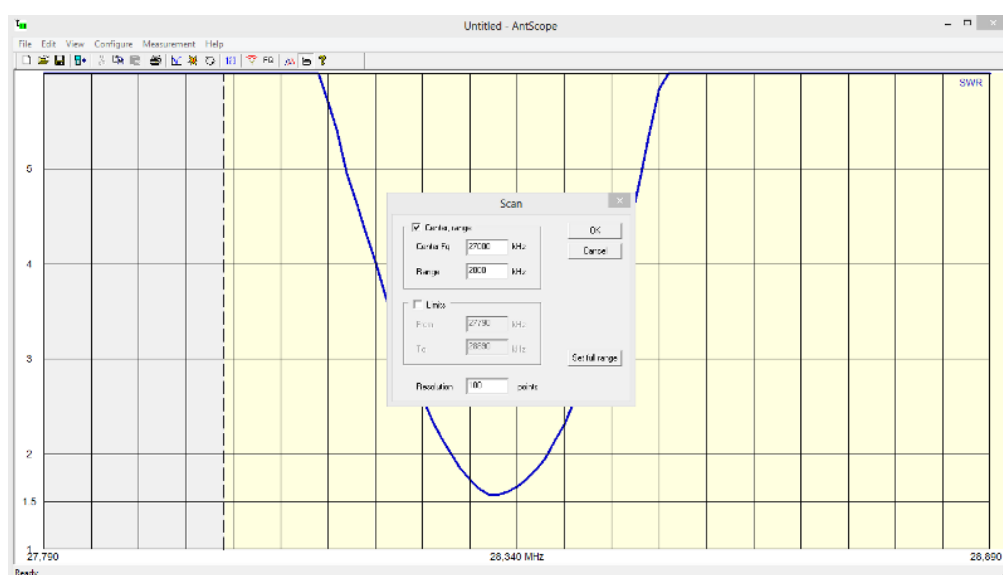 Untitled - AntScope
File Edit View Configure Measurement Help
SWR
5
4
3
2
1.5
1
27,790
28,340 MHz
28,890
Scan
Center, range
Center Fq 27000 kHz
Range 2000 kHz
Limits
From 27790 kHz
To 28890 kHz
Resolution 100 points
OK
Cancel
Set full range
Ready